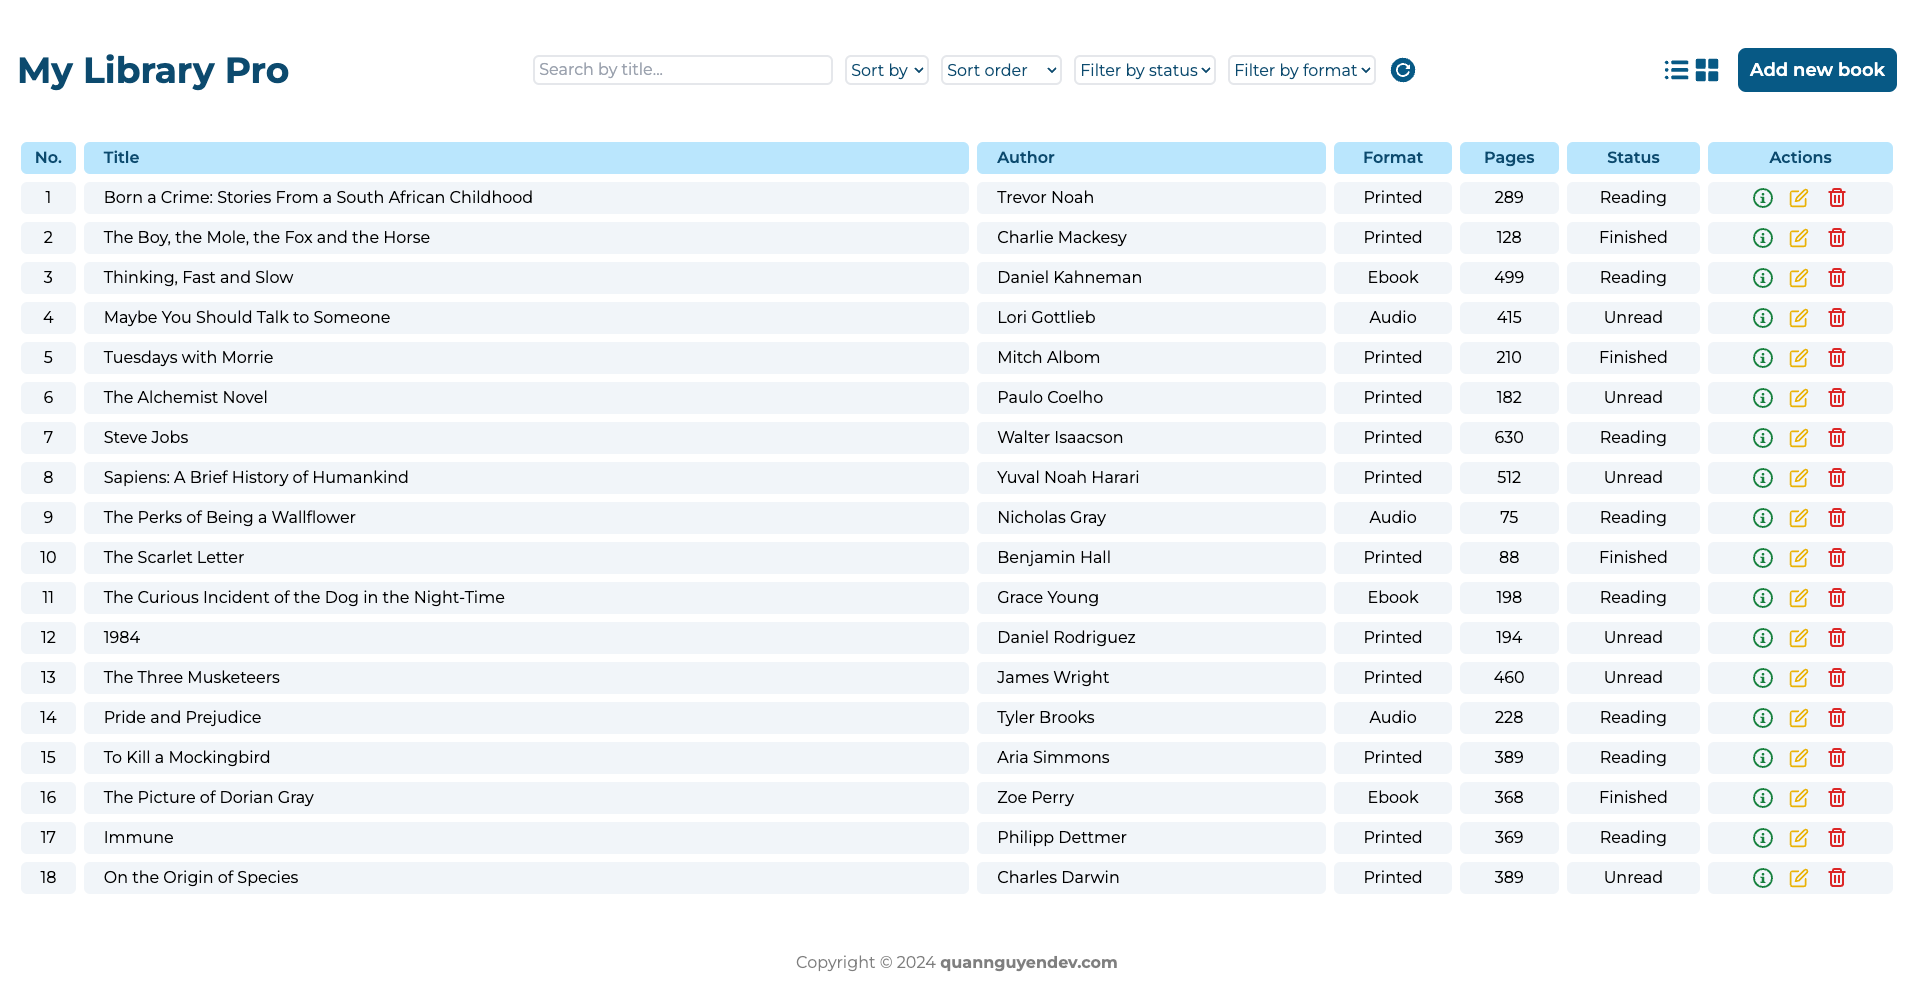 My Library Pro
Search by title... Sort by Sort order Filter by status Filter by format Add new book
No. Title Author Format Pages Status Actions
1 Born a Crime: Stories From a South African Childhood Trevor Noah Printed 289 Reading
2 The Boy, the Mole, the Fox and the Horse Charlie Mackesy Printed 128 Finished
3 Thinking, Fast and Slow Daniel Kahneman Ebook 499 Reading
4 Maybe You Should Talk to Someone Lori Gottlieb Audio 415 Unread
5 Tuesdays with Morrie Mitch Albom Printed 210 Finished
6 The Alchemist Novel Paulo Coelho Printed 182 Unread
7 Steve Jobs Walter Isaacson Printed 630 Reading
8 Sapiens: A Brief History of Humankind Yuval Noah Harari Printed 512 Unread
9 The Perks of Being a Wallflower Nicholas Gray Audio 75 Reading
10 The Scarlet Letter Benjamin Hall Printed 88 Finished
11 The Curious Incident of the Dog in the Night-Time Grace Young Ebook 198 Reading
12 1984 Daniel Rodriguez Printed 194 Unread
13 The Three Musketeers James Wright Printed 460 Unread
14 Pride and Prejudice Tyler Brooks Audio 228 Reading
15 To Kill a Mockingbird Aria Simmons Printed 389 Reading
16 The Picture of Dorian Gray Zoe Perry Ebook 368 Finished
17 Immune Philipp Dettmer Printed 369 Reading
18 On the Origin of Species Charles Darwin Printed 389 Unread
Copyright © 2024 quannguyendev.com